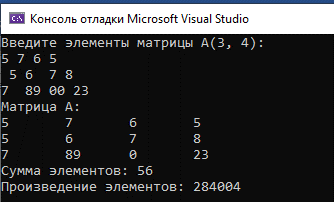 Консоль отладки Microsoft Visual Studio
Введите элементы матрицы A(3, 4):
5 7 6 5
5 6 7 8
7 89 00 23
Матрица A:
5 7 6 5
5 6 7 8
7 89 0 23
Сумма элементов: 56
Произведение элементов: 284004